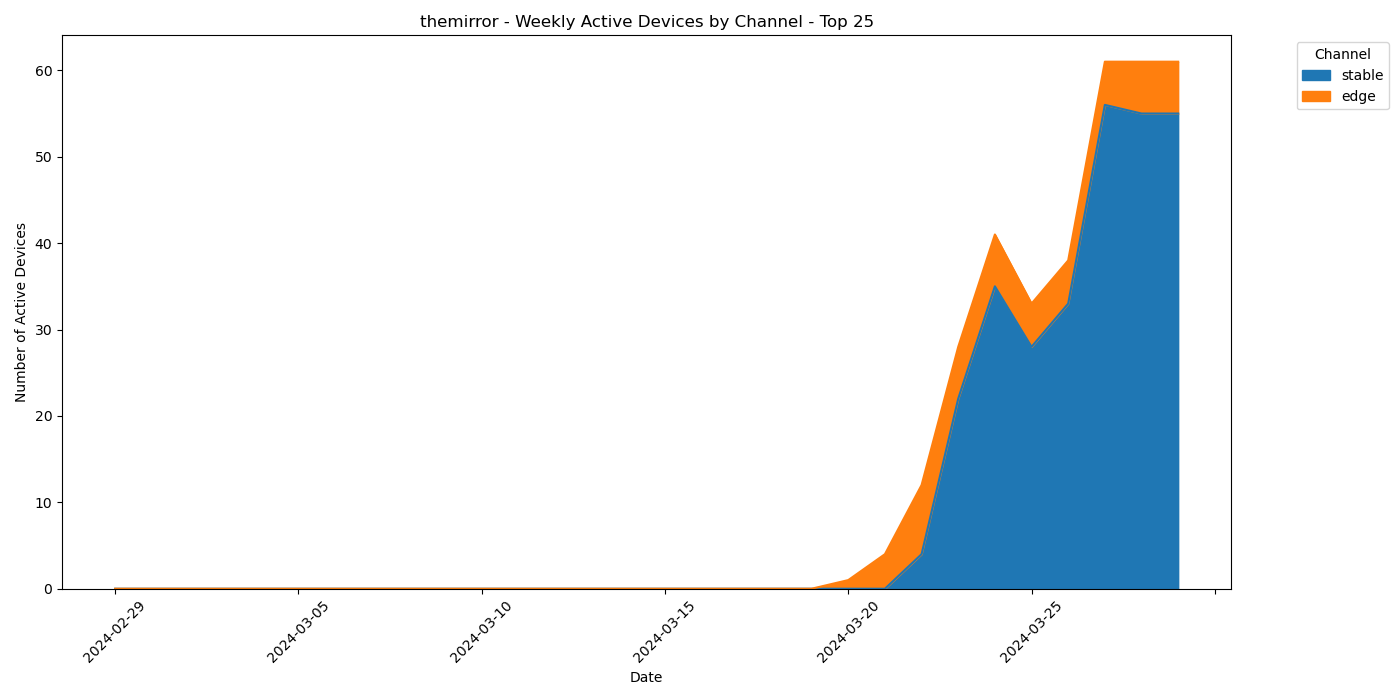 themirror - Weekly Active Devices by Channel - Top 25
Channel
stable
edge
Number of Active Devices
60
50
40
30
20
10
0
2024-02-29
2024-03-05
2024-03-10
2024-03-15
2024-03-20
2024-03-25
Date